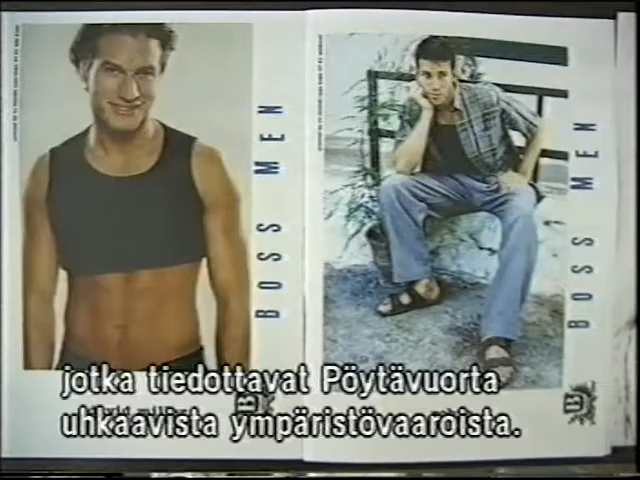 BOSS MEN
BOSS MEN
jotka tiedottavat Pöytävuorta
uhkaavista ympäristövaaroista.
B
B